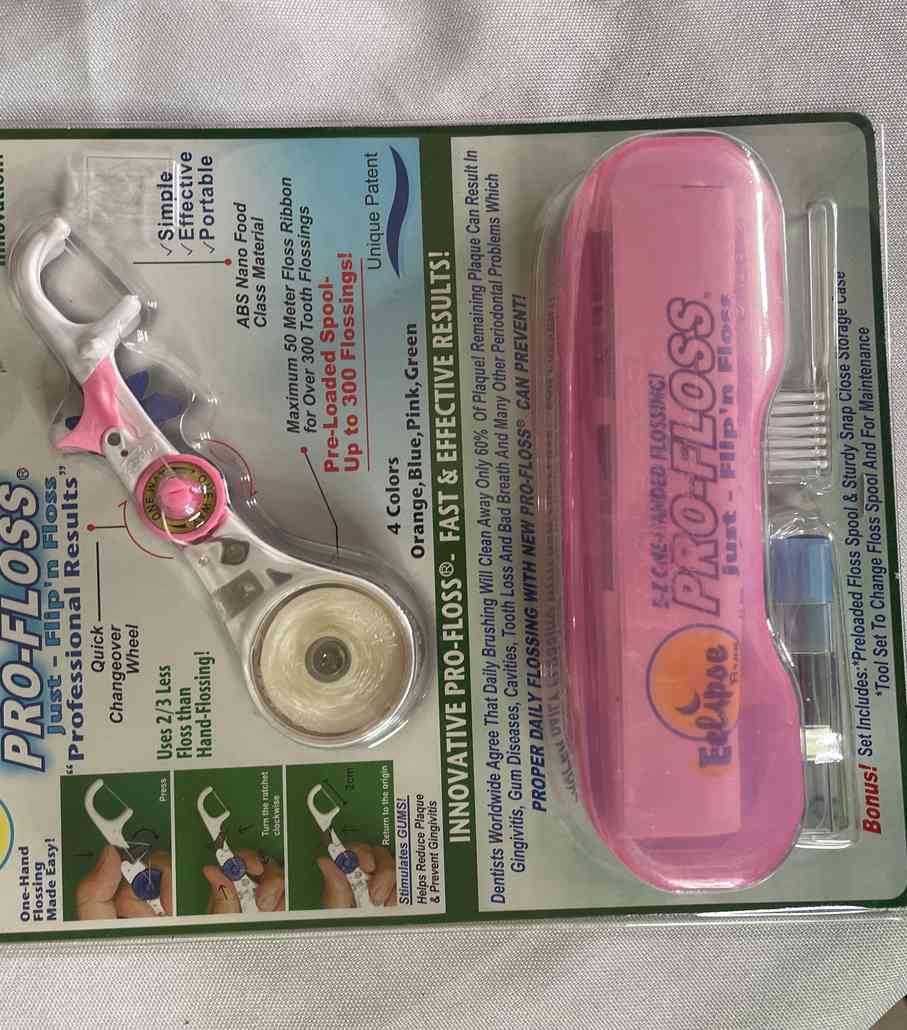 PRO-FLOSS®
Just - Flip'n Floss
“Professional Results”
One-Hand
Flossing
Made Easy!
Press
Turn the ratchet
clockwise
2cm
Return to the origin
Stimulates GUMS!
Helps Reduce Plaque
& Prevent Gingivitis
Quick
Changeover
Wheel
Uses 2/3 Less
Floss than
Hand-Flossing!
ONE WAY
✓Simple
✓Effective
✓Portable
ABS Nano Food
Class Material
Maximum 50 Meter Floss Ribbon
for Over 300 Tooth Flossings
Pre-Loaded Spool-
Up to 300 Flossings!
Unique Patent
4 Colors
Orange, Blue, Pink, Green
INNOVATIVE PRO-FLOSS®- FAST & EFFECTIVE RESULTS!
Dentists Worldwide Agree That Daily Brushing Will Clean Away Only 60% Of Plaque! Remaining Plaque Can Result In
Gingivitis, Gum Diseases, Cavities, Tooth Loss And Bad Breath And Many Other Periodontal Problems Which
PROPER DAILY FLOSSING WITH NEW PRO-FLOSS® CAN PREVENT!
E-Z ONE-HANDED FLOSSING!
PRO-FLOSS®
Just - Flip'n Floss
Eclipse
Bonus! Set Includes:*Preloaded Floss Spool & Sturdy Snap Close Storage Case
*Tool Set To Change Floss Spool And For Maintenance